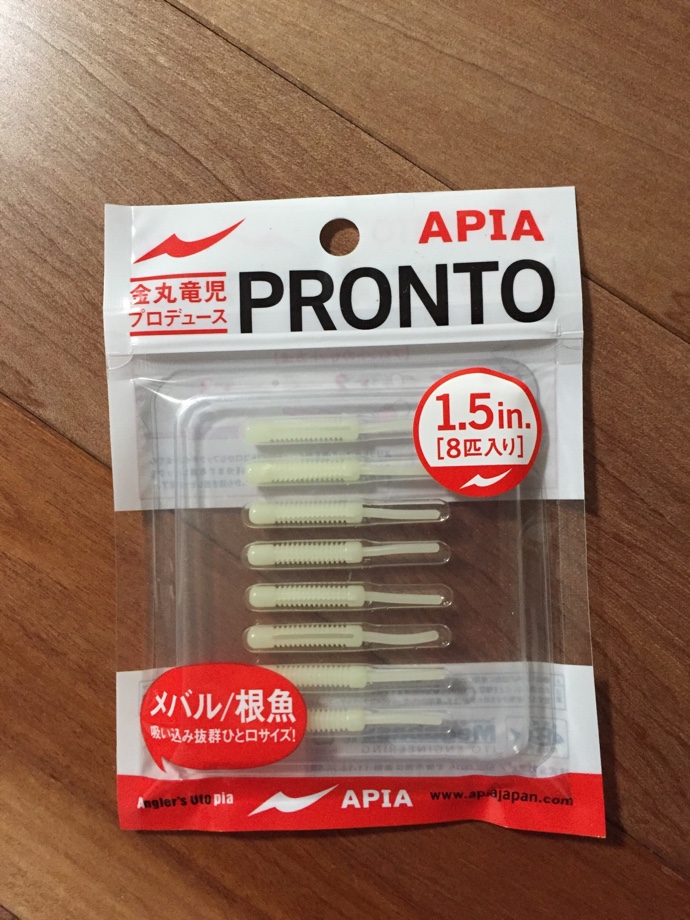 APIA
金丸竜児
プロデュース
PRONTO
1.5in.
[8匹入り]
メバル/根魚
吸い込み抜群ひと口サイズ!
Angler's Utopia
APIA
www.apiajapan.com